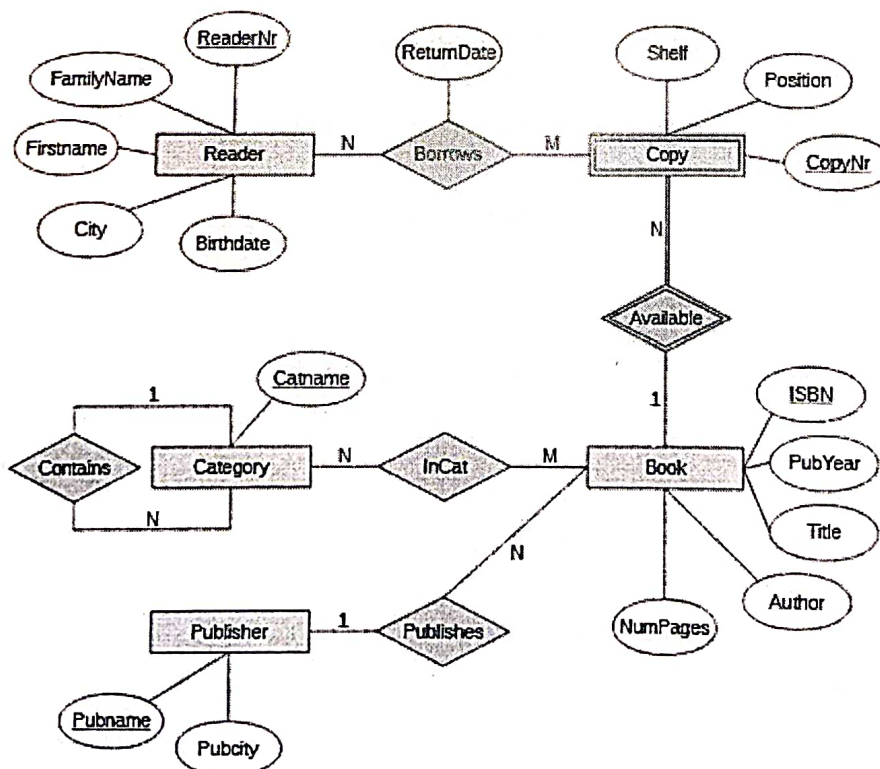 ReaderNr
ReturnDate
Shelf
FamilyName
Position
Firstname
Reader
N
Borrows
M
Copy
CopyNr
City
Birthdate
N
Available
Catname
1
1
ISBN
Contains
Category
N
InCat
M
Book
PubYear
N
N
Title
Author
Publisher
1
Publishes
NumPages
Pubname
Pubcity